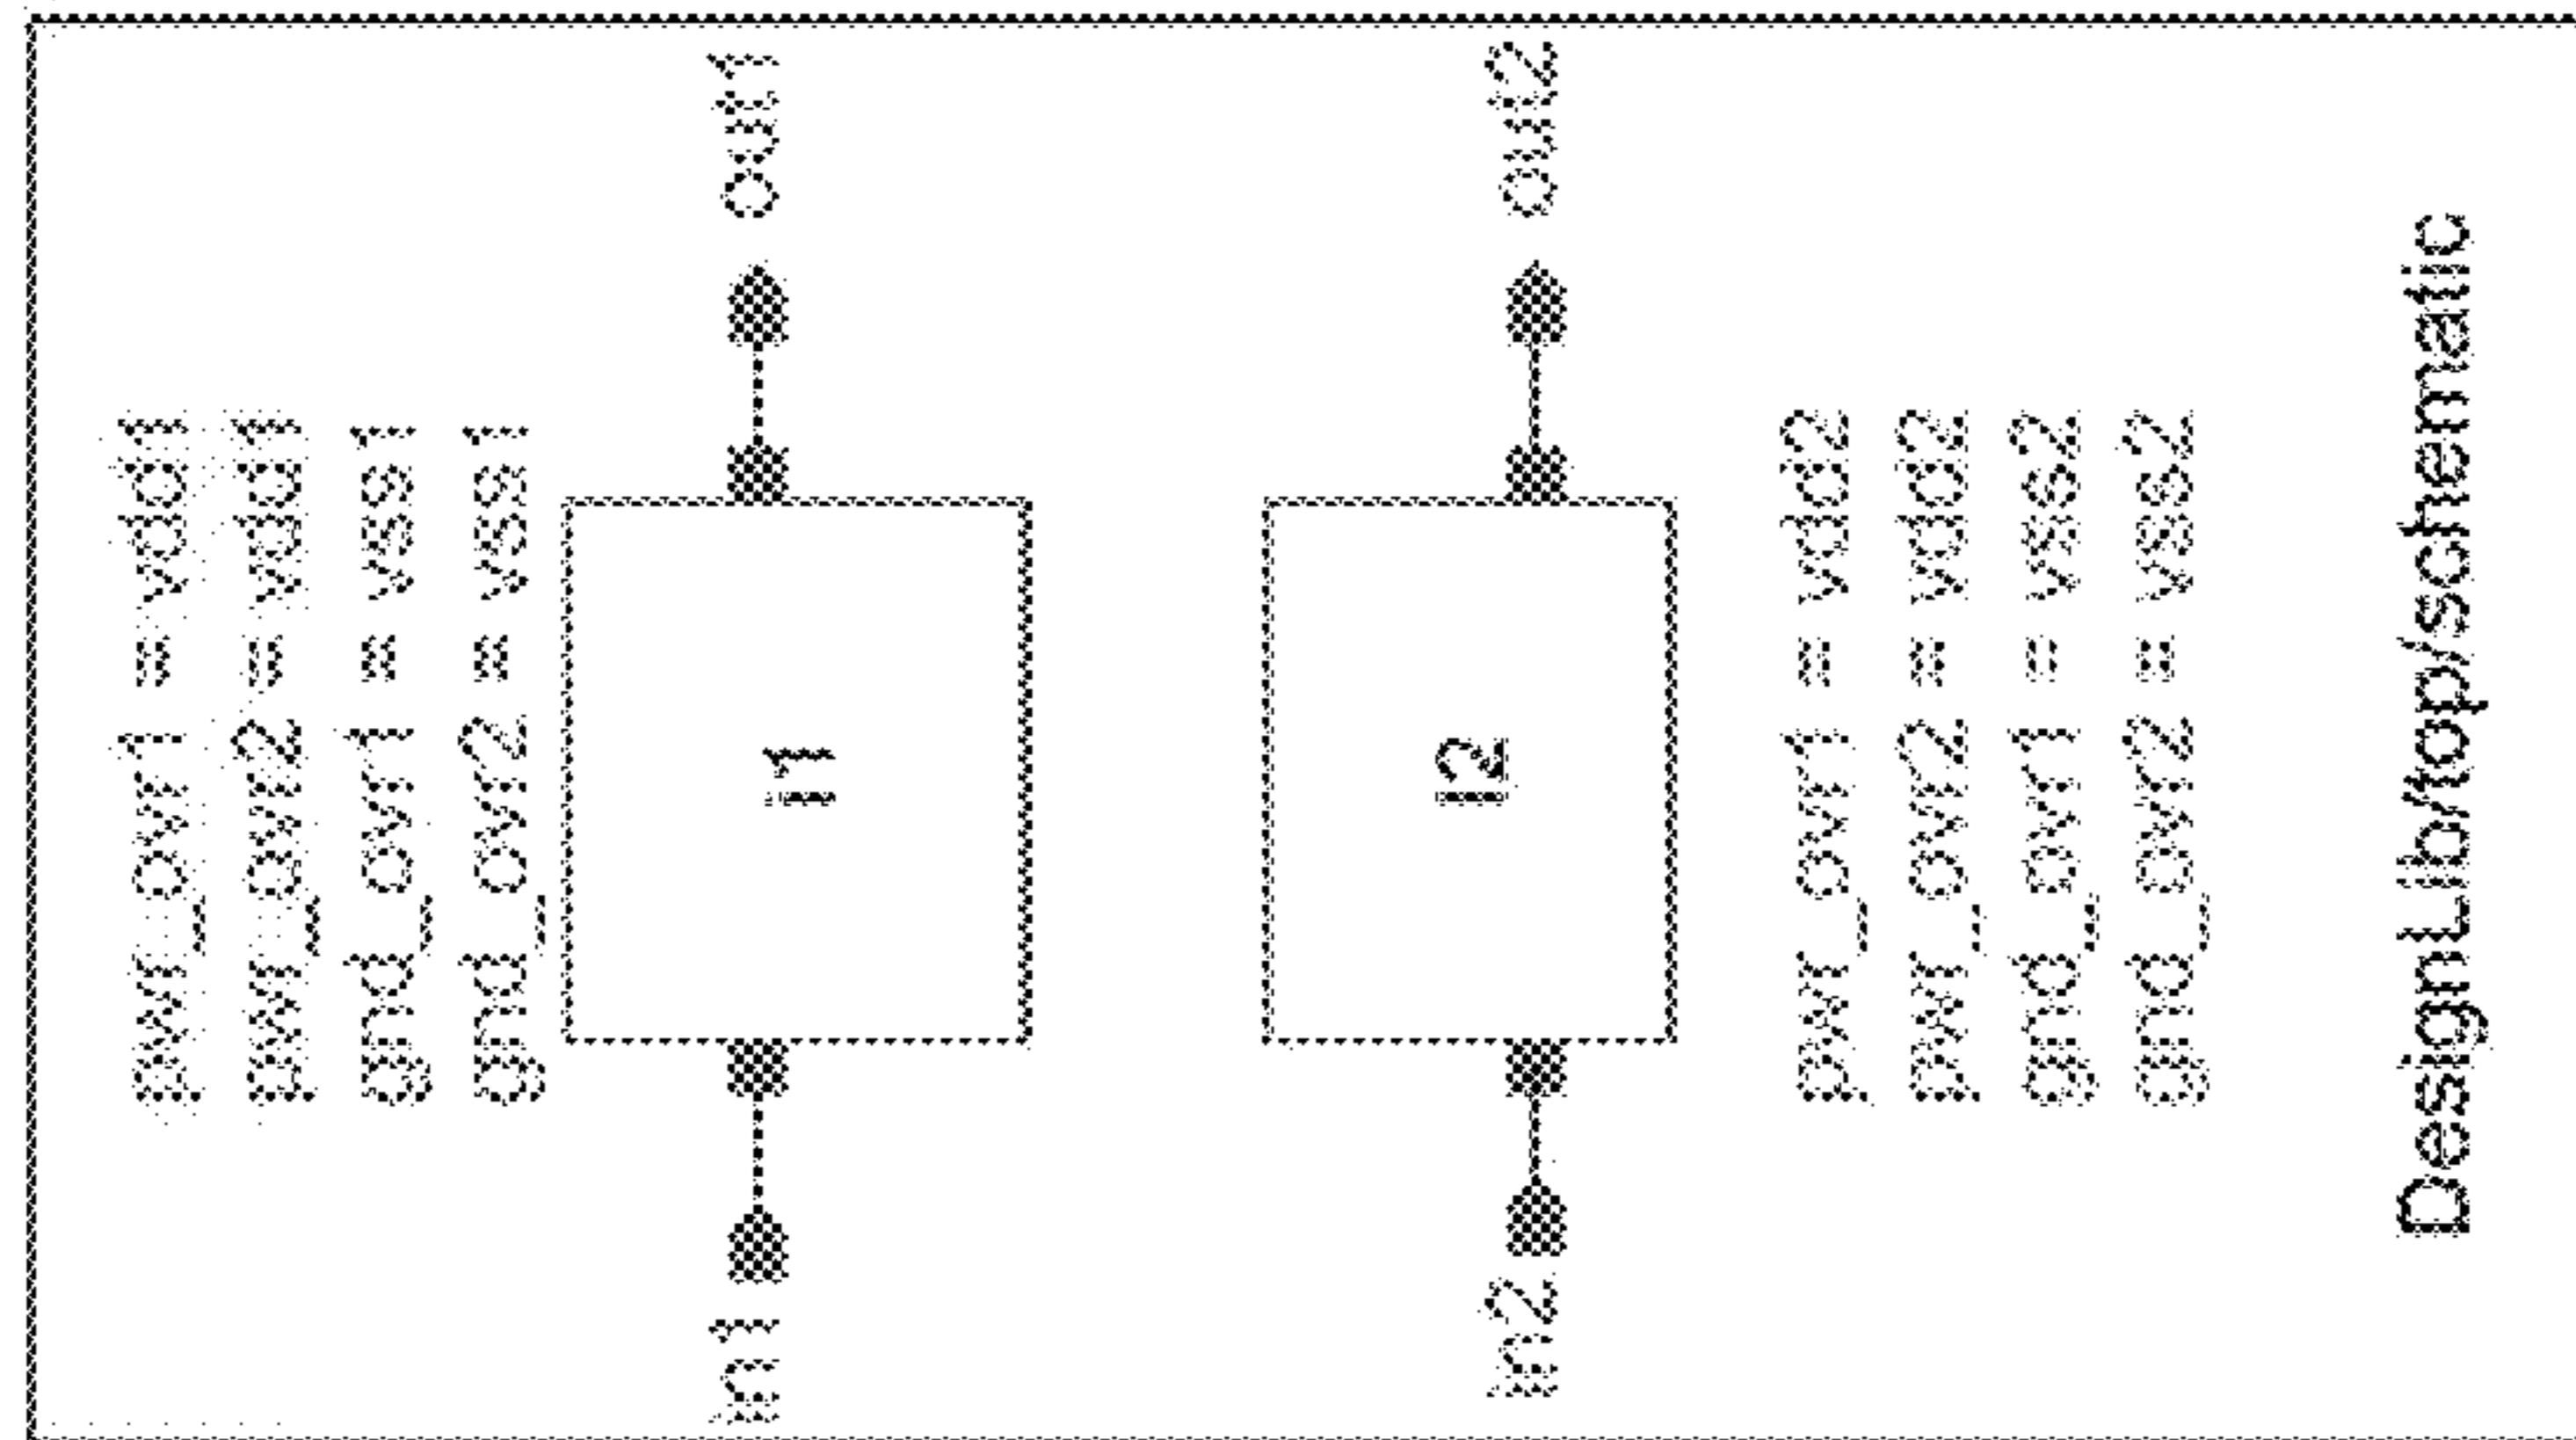 pwr_ovr1 = vdd1
pwr_ovr2 = vdd1
gnd_ovr1 = vss1
gnd_ovr2 = vss1
in1
I1
out1
in2
I2
out2
pwr_ovr1 = vdd2
pwr_ovr2 = vdd2
gnd_ovr1 = vss2
gnd_ovr2 = vss2
DesignLib/top/schematic